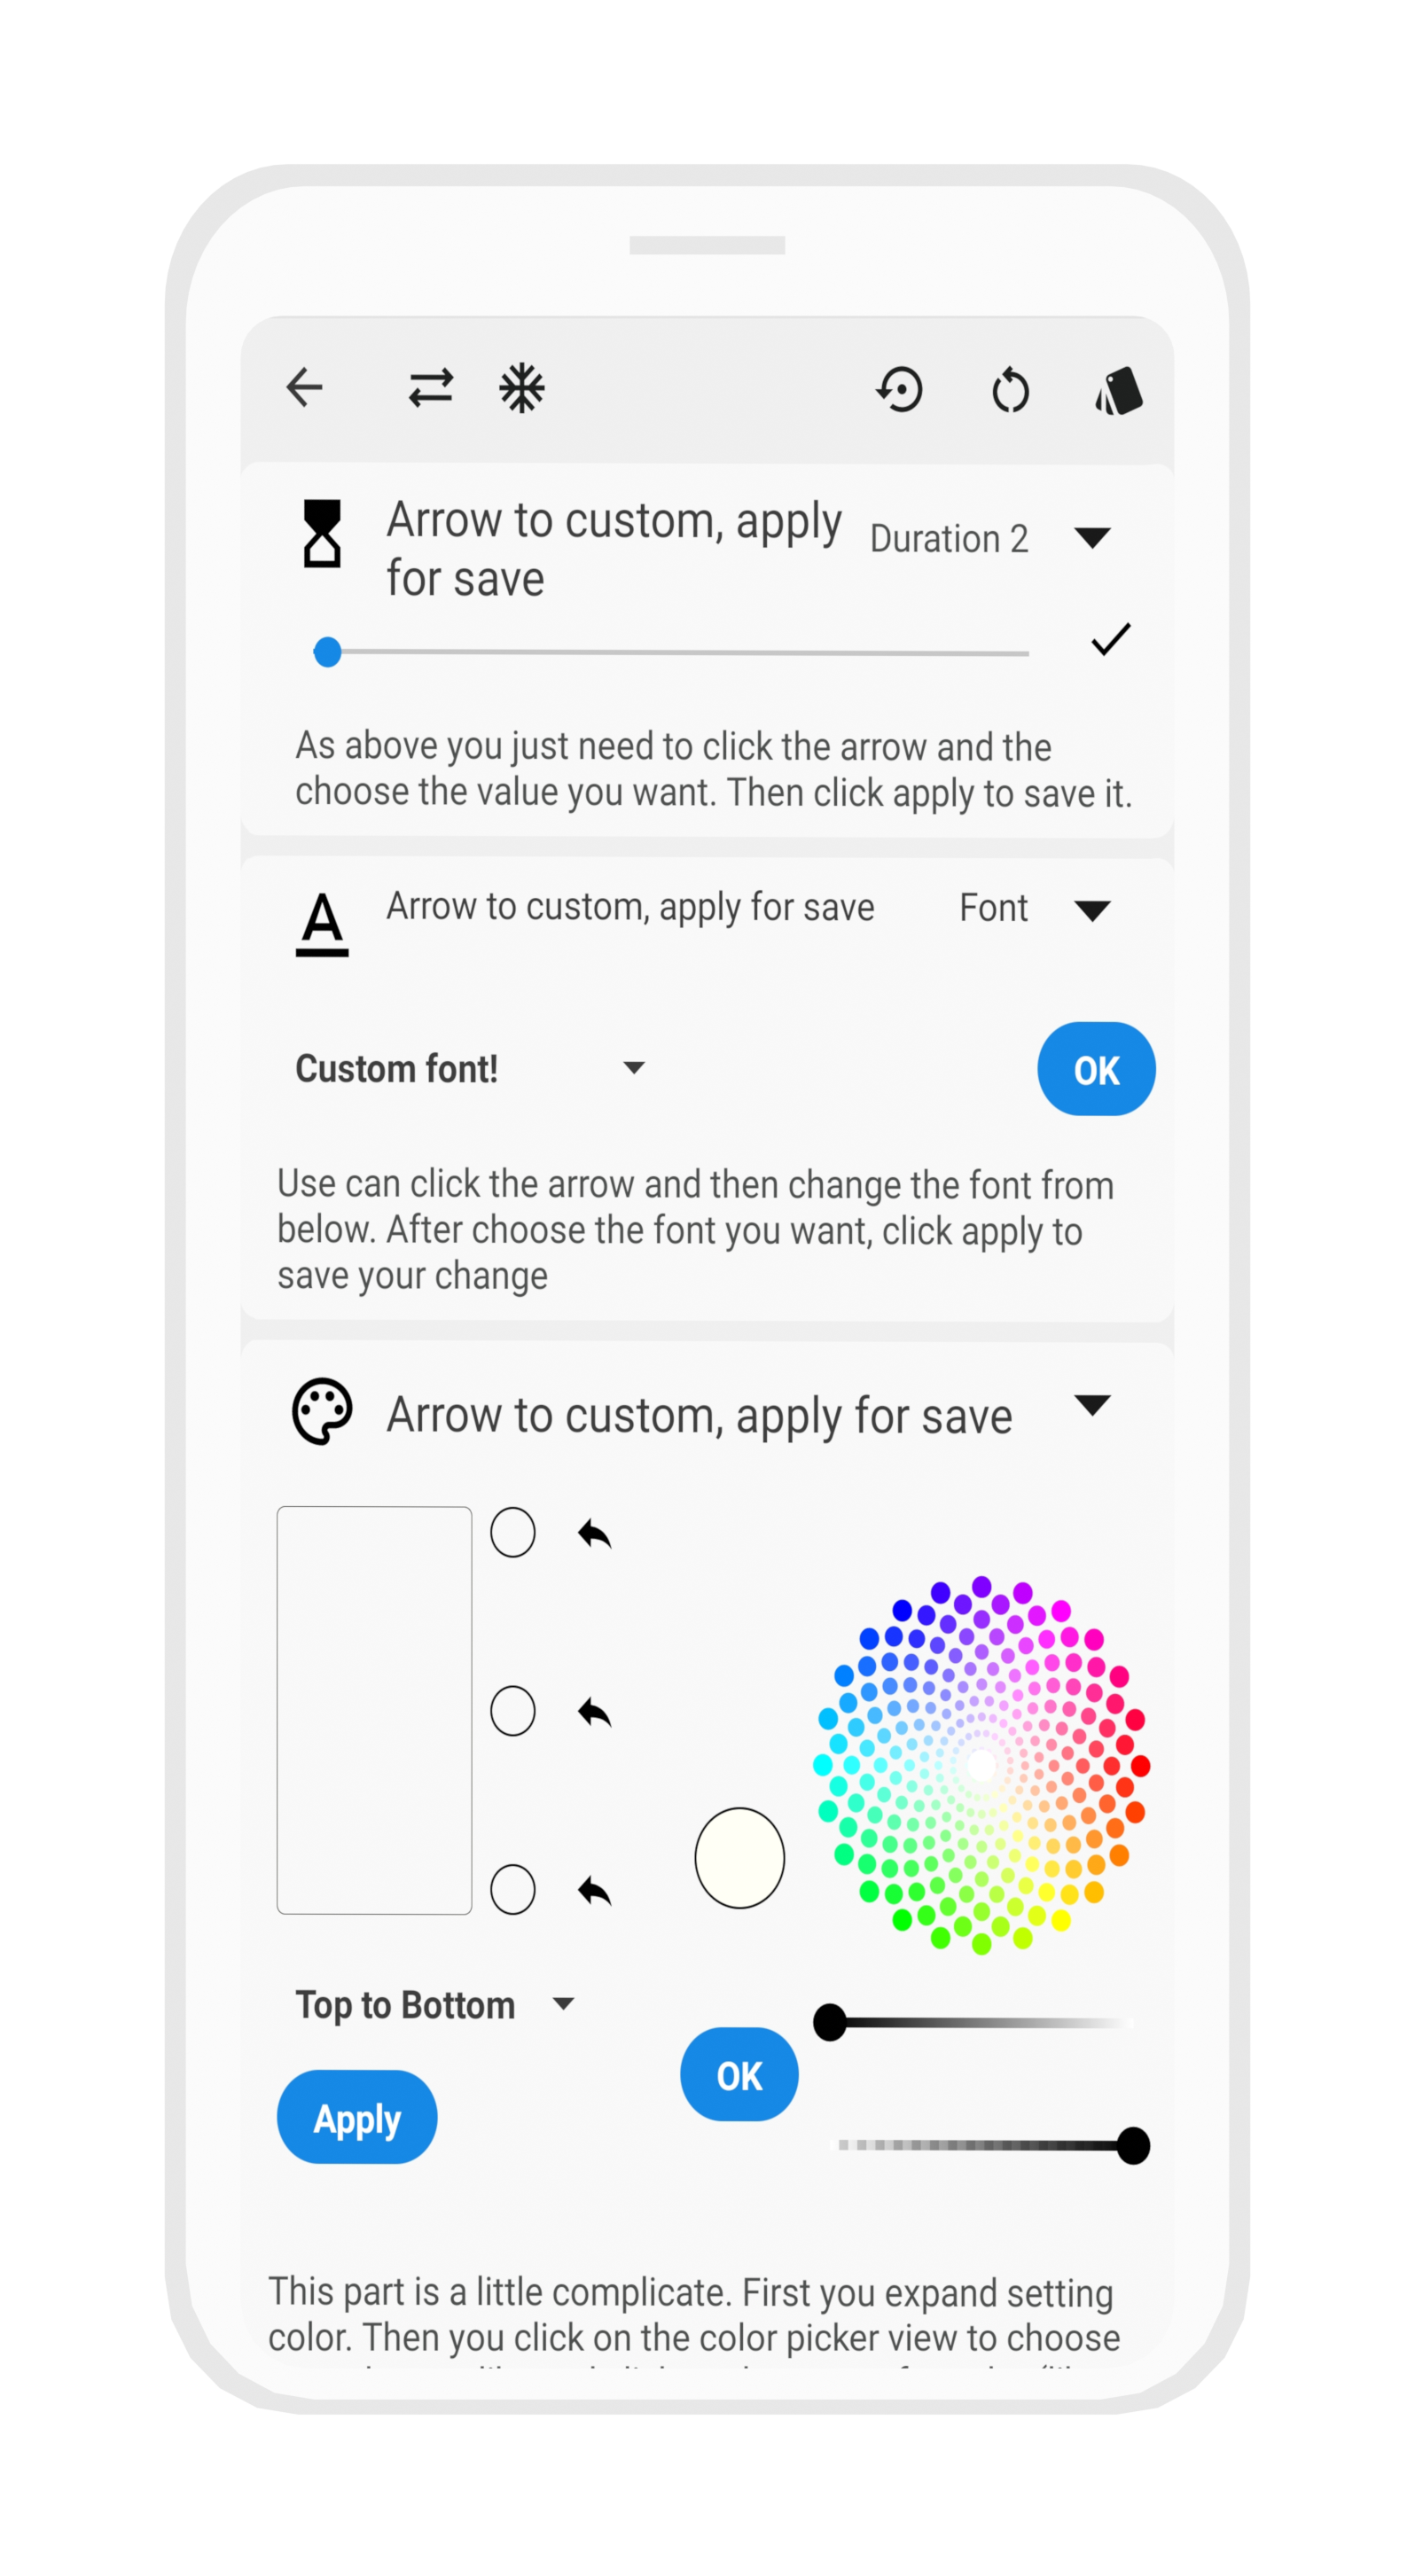 Arrow to custom, apply
for save
Duration 2
As above you just need to click the arrow and the
choose the value you want. Then click apply to save it.
A
Arrow to custom, apply for save
Font
Custom font!
OK
Use can click the arrow and then change the font from
below. After choose the font you want, click apply to
save your change
Arrow to custom, apply for save
Top to Bottom
OK
Apply
This part is a little complicate. First you expand setting
color. Then you click on the color picker view to choose